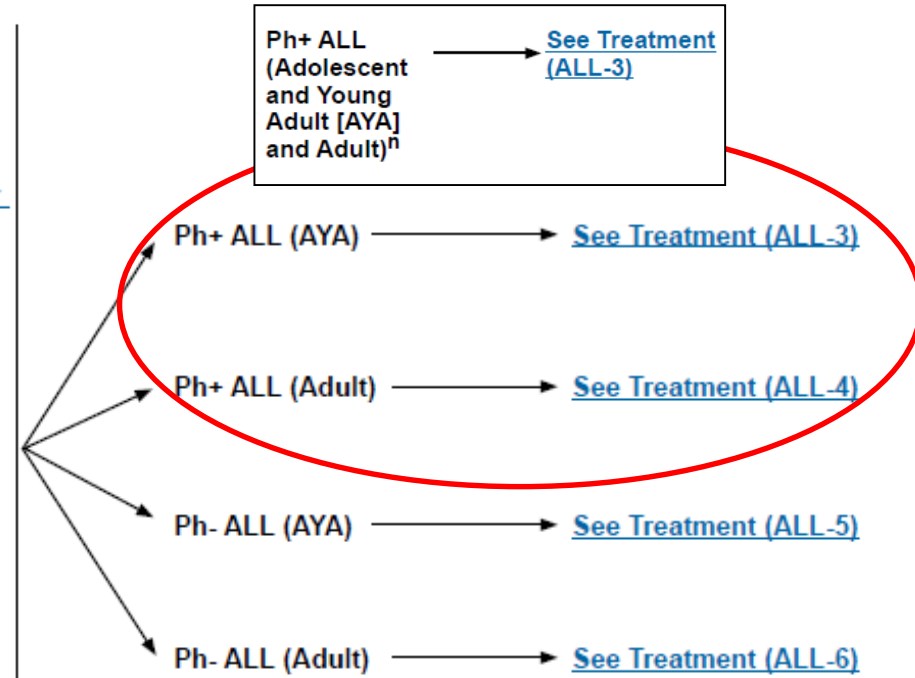 Ph+ ALL
(Adolescent
and Young
Adult [AYA]
and Adult)ⁿ
See Treatment
(ALL-3)
Ph+ ALL (AYA) See Treatment (ALL-3)
Ph+ ALL (Adult) See Treatment (ALL-4)
Ph- ALL (AYA) See Treatment (ALL-5)
Ph- ALL (Adult) See Treatment (ALL-6)